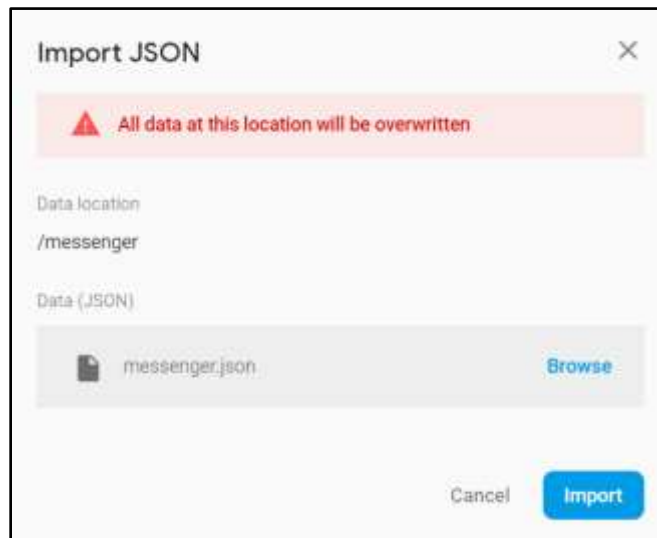 Import JSON
All data at this location will be overwritten
Data location
/messenger
Data (JSON)
messenger.json
Browse
Cancel
Import